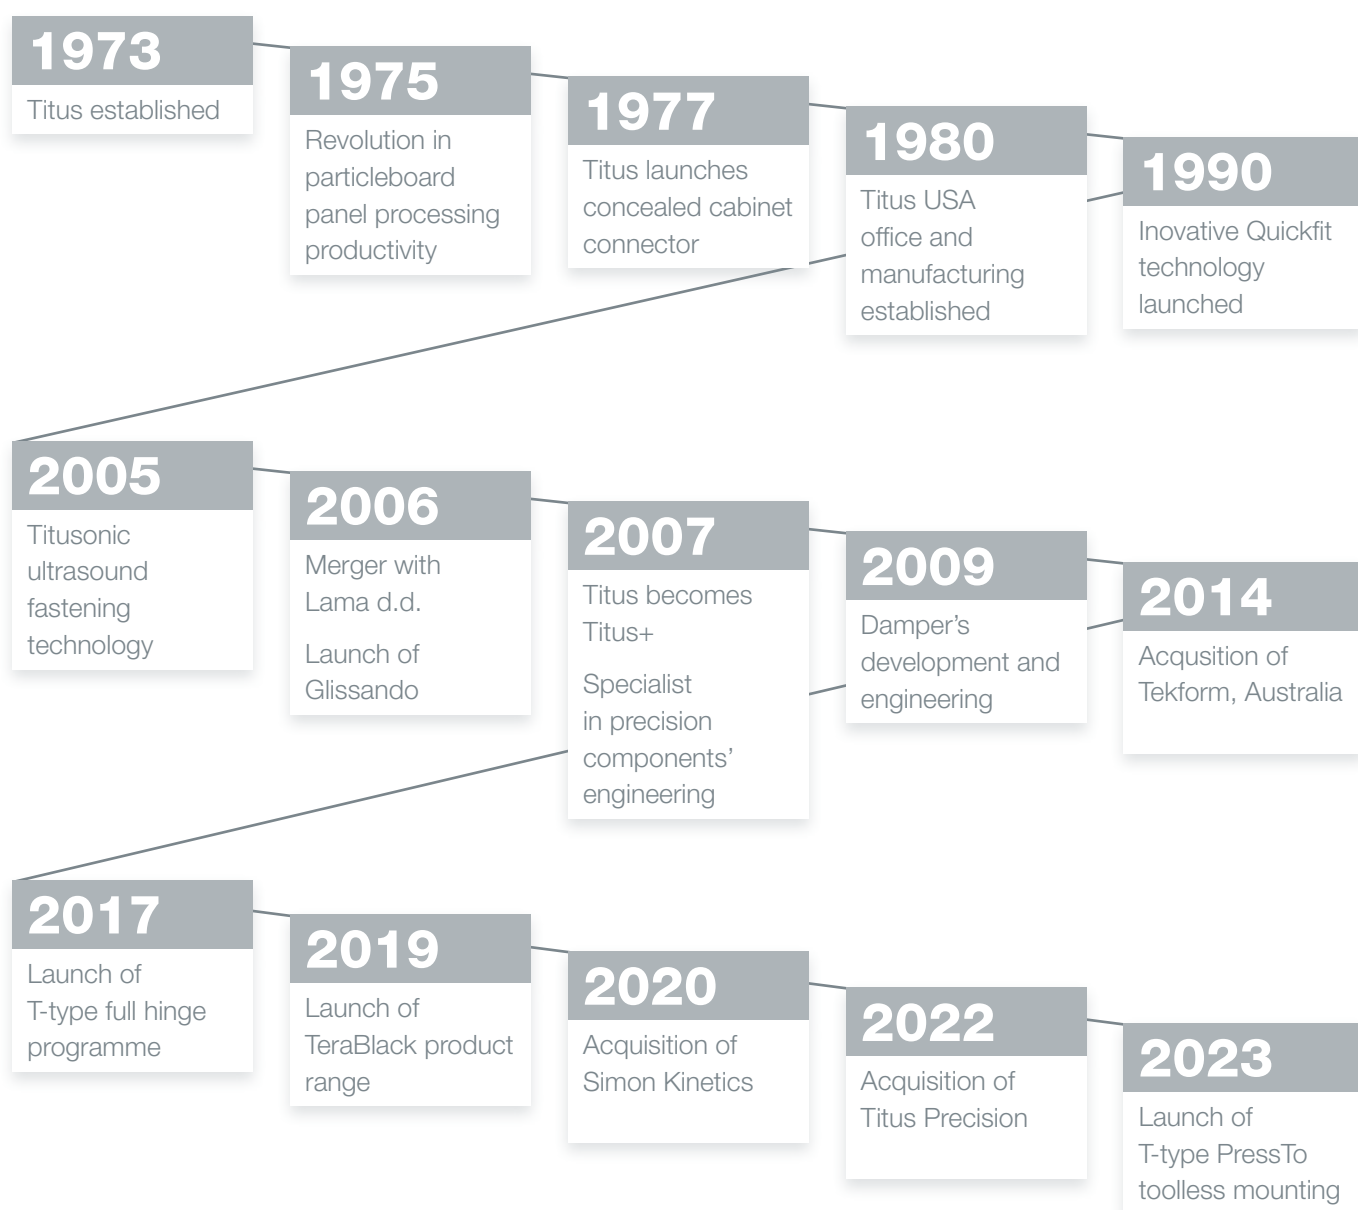 1973
Titus established
1975
Revolution in
particleboard
panel processing
productivity
1977
Titus launches
concealed cabinet
connector
1980
Titus USA
office and
manufacturing
established
1990
Inovative Quickfit
technology
launched
2005
Titusonic
ultrasound
fastening
technology
2006
Merger with
Lama d.d.
Launch of
Glissando
2007
Titus becomes
Titus+
Specialist
in precision
components’
engineering
2009
Damper’s
development and
engineering
2014
Acqusition of
Tekform, Australia
2017
Launch of
T-type full hinge
programme
2019
Launch of
TeraBlack product
range
2020
Acquisition of
Simon Kinetics
2022
Acquisition of
Titus Precision
2023
Launch of
T-type PressTo
toolless mounting